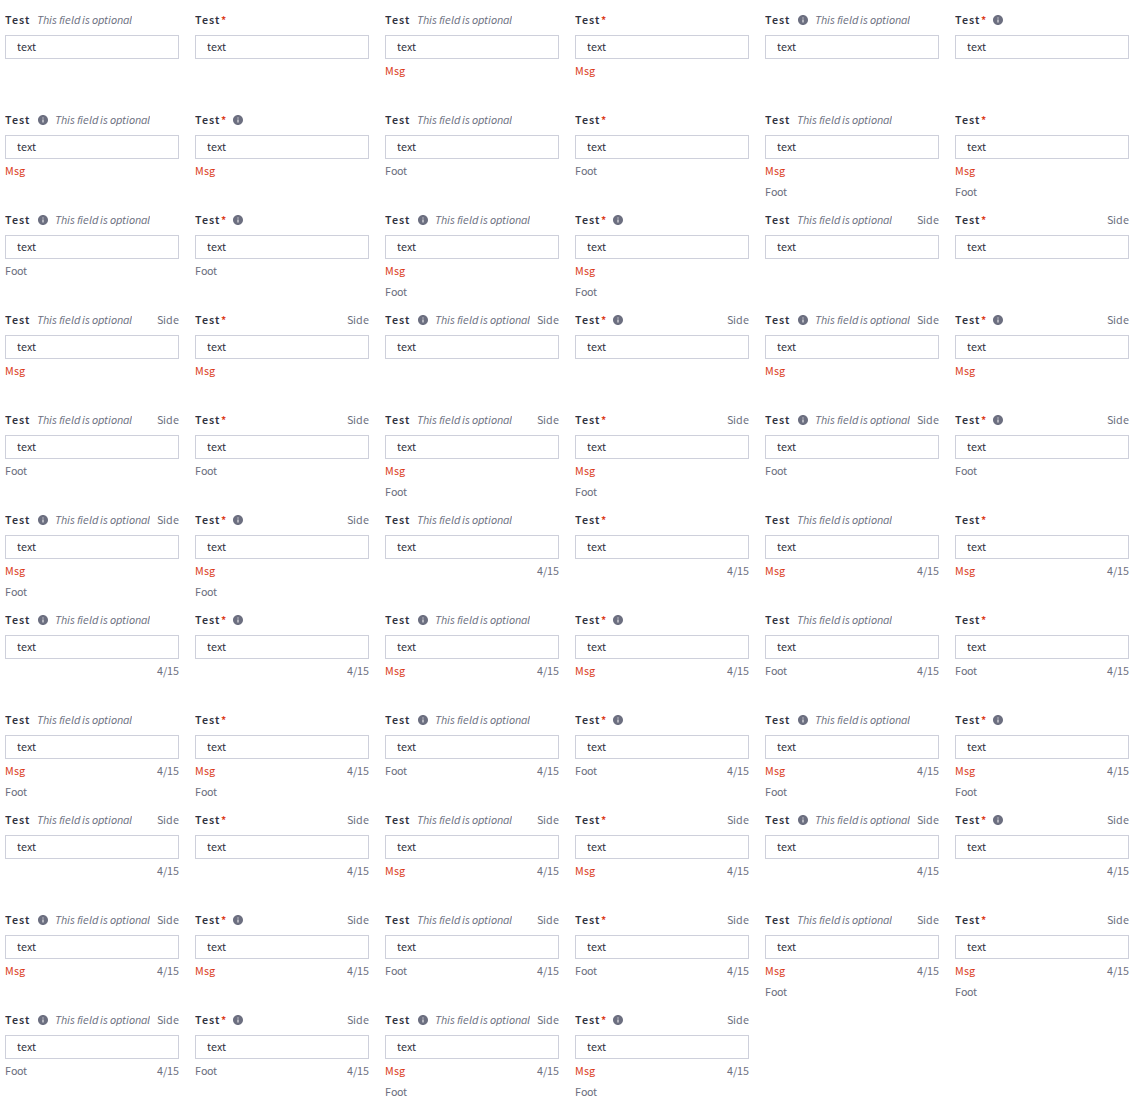 Test This field is optional Test* Test This field is optional Test* Test This field is optional Test*
text text text text text text
Msg Msg
Test This field is optional Test* Test This field is optional Test* Test This field is optional Test*
text text text text text text
Msg Msg Foot Foot Msg Msg
Foot Foot
Test This field is optional Test* Test This field is optional Test* Test This field is optional Side Test* Side
text text text text text text
Foot Foot Msg Msg
Foot Foot
Test This field is optional Side Test* Side Test This field is optional Side Test* Side Test This field is optional Side Test* Side
text text text text text text
Msg Msg Msg Msg
Test This field is optional Side Test* Side Test This field is optional Side Test* Side Test This field is optional Side Test* Side
text text text text text text
Foot Foot Msg Msg Foot Foot
Foot Foot
Test This field is optional Side Test* Side Test This field is optional Test* Test This field is optional Test*
text text text text text text
Msg Msg 4/15 4/15 Msg 4/15 Msg 4/15
Foot Foot
Test This field is optional Test* Test This field is optional Test* Test This field is optional Test*
text text text text text text
4/15 4/15 Msg 4/15 Msg 4/15 Foot 4/15 Foot 4/15
Test This field is optional Test* Test This field is optional Test* Test This field is optional Test*
text text text text text text
Msg 4/15 Msg 4/15 Foot 4/15 Foot 4/15 Msg 4/15 Msg 4/15
Foot Foot Foot Foot
Test This field is optional Side Test* Side Test This field is optional Side Test* Side Test This field is optional Side Test* Side
text text text text text text
4/15 4/15 Msg 4/15 Msg 4/15 4/15 4/15
Test This field is optional Side Test* Side Test This field is optional Side Test* Side Test This field is optional Side Test* Side
text text text text text text
Msg 4/15 Msg 4/15 Foot 4/15 Foot 4/15 Msg 4/15 Msg 4/15
Foot Foot
Test This field is optional Side Test* Side Test This field is optional Side Test* Side
text text text text
Foot 4/15 Foot 4/15 Msg 4/15 Msg 4/15
Foot Foot